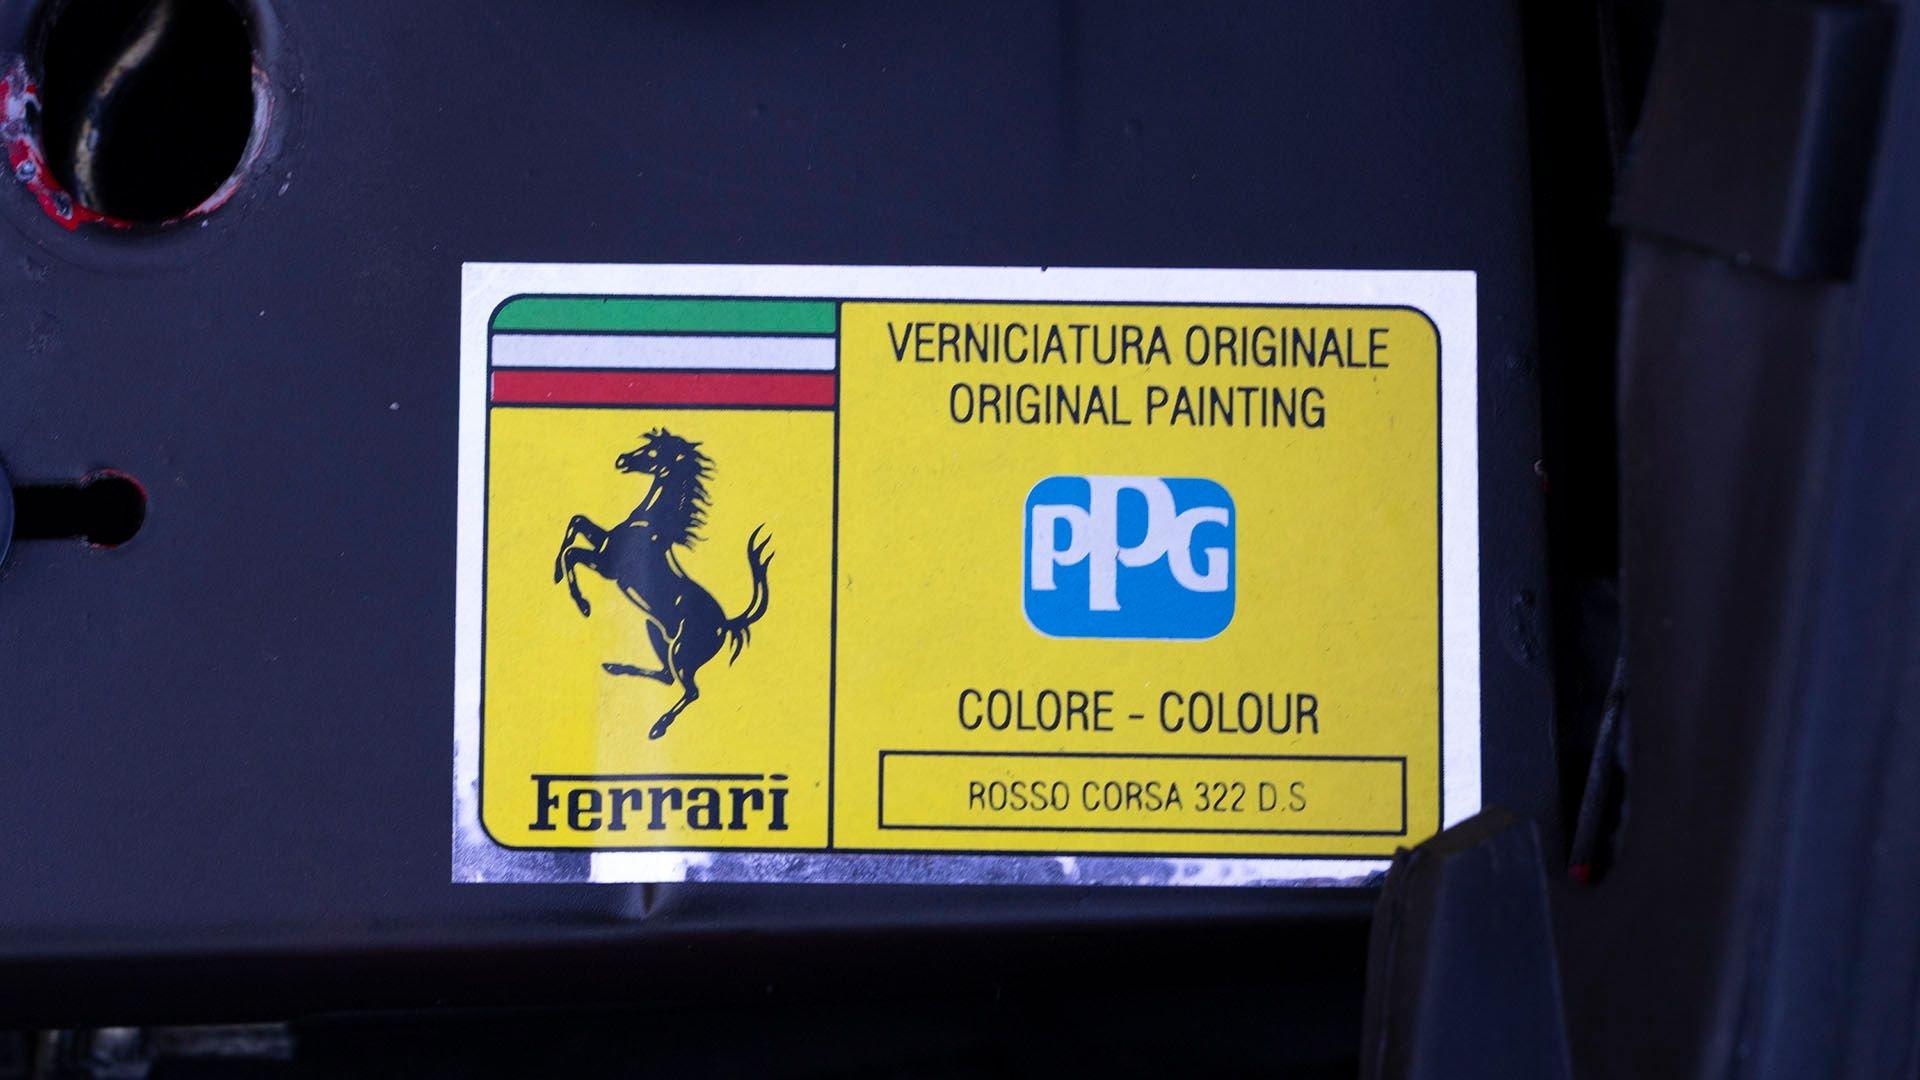 VERNICIATURA ORIGINALE
ORIGINAL PAINTING
PPG
COLORE - COLOUR
ROSSO CORSA 322 D.S
Ferrari